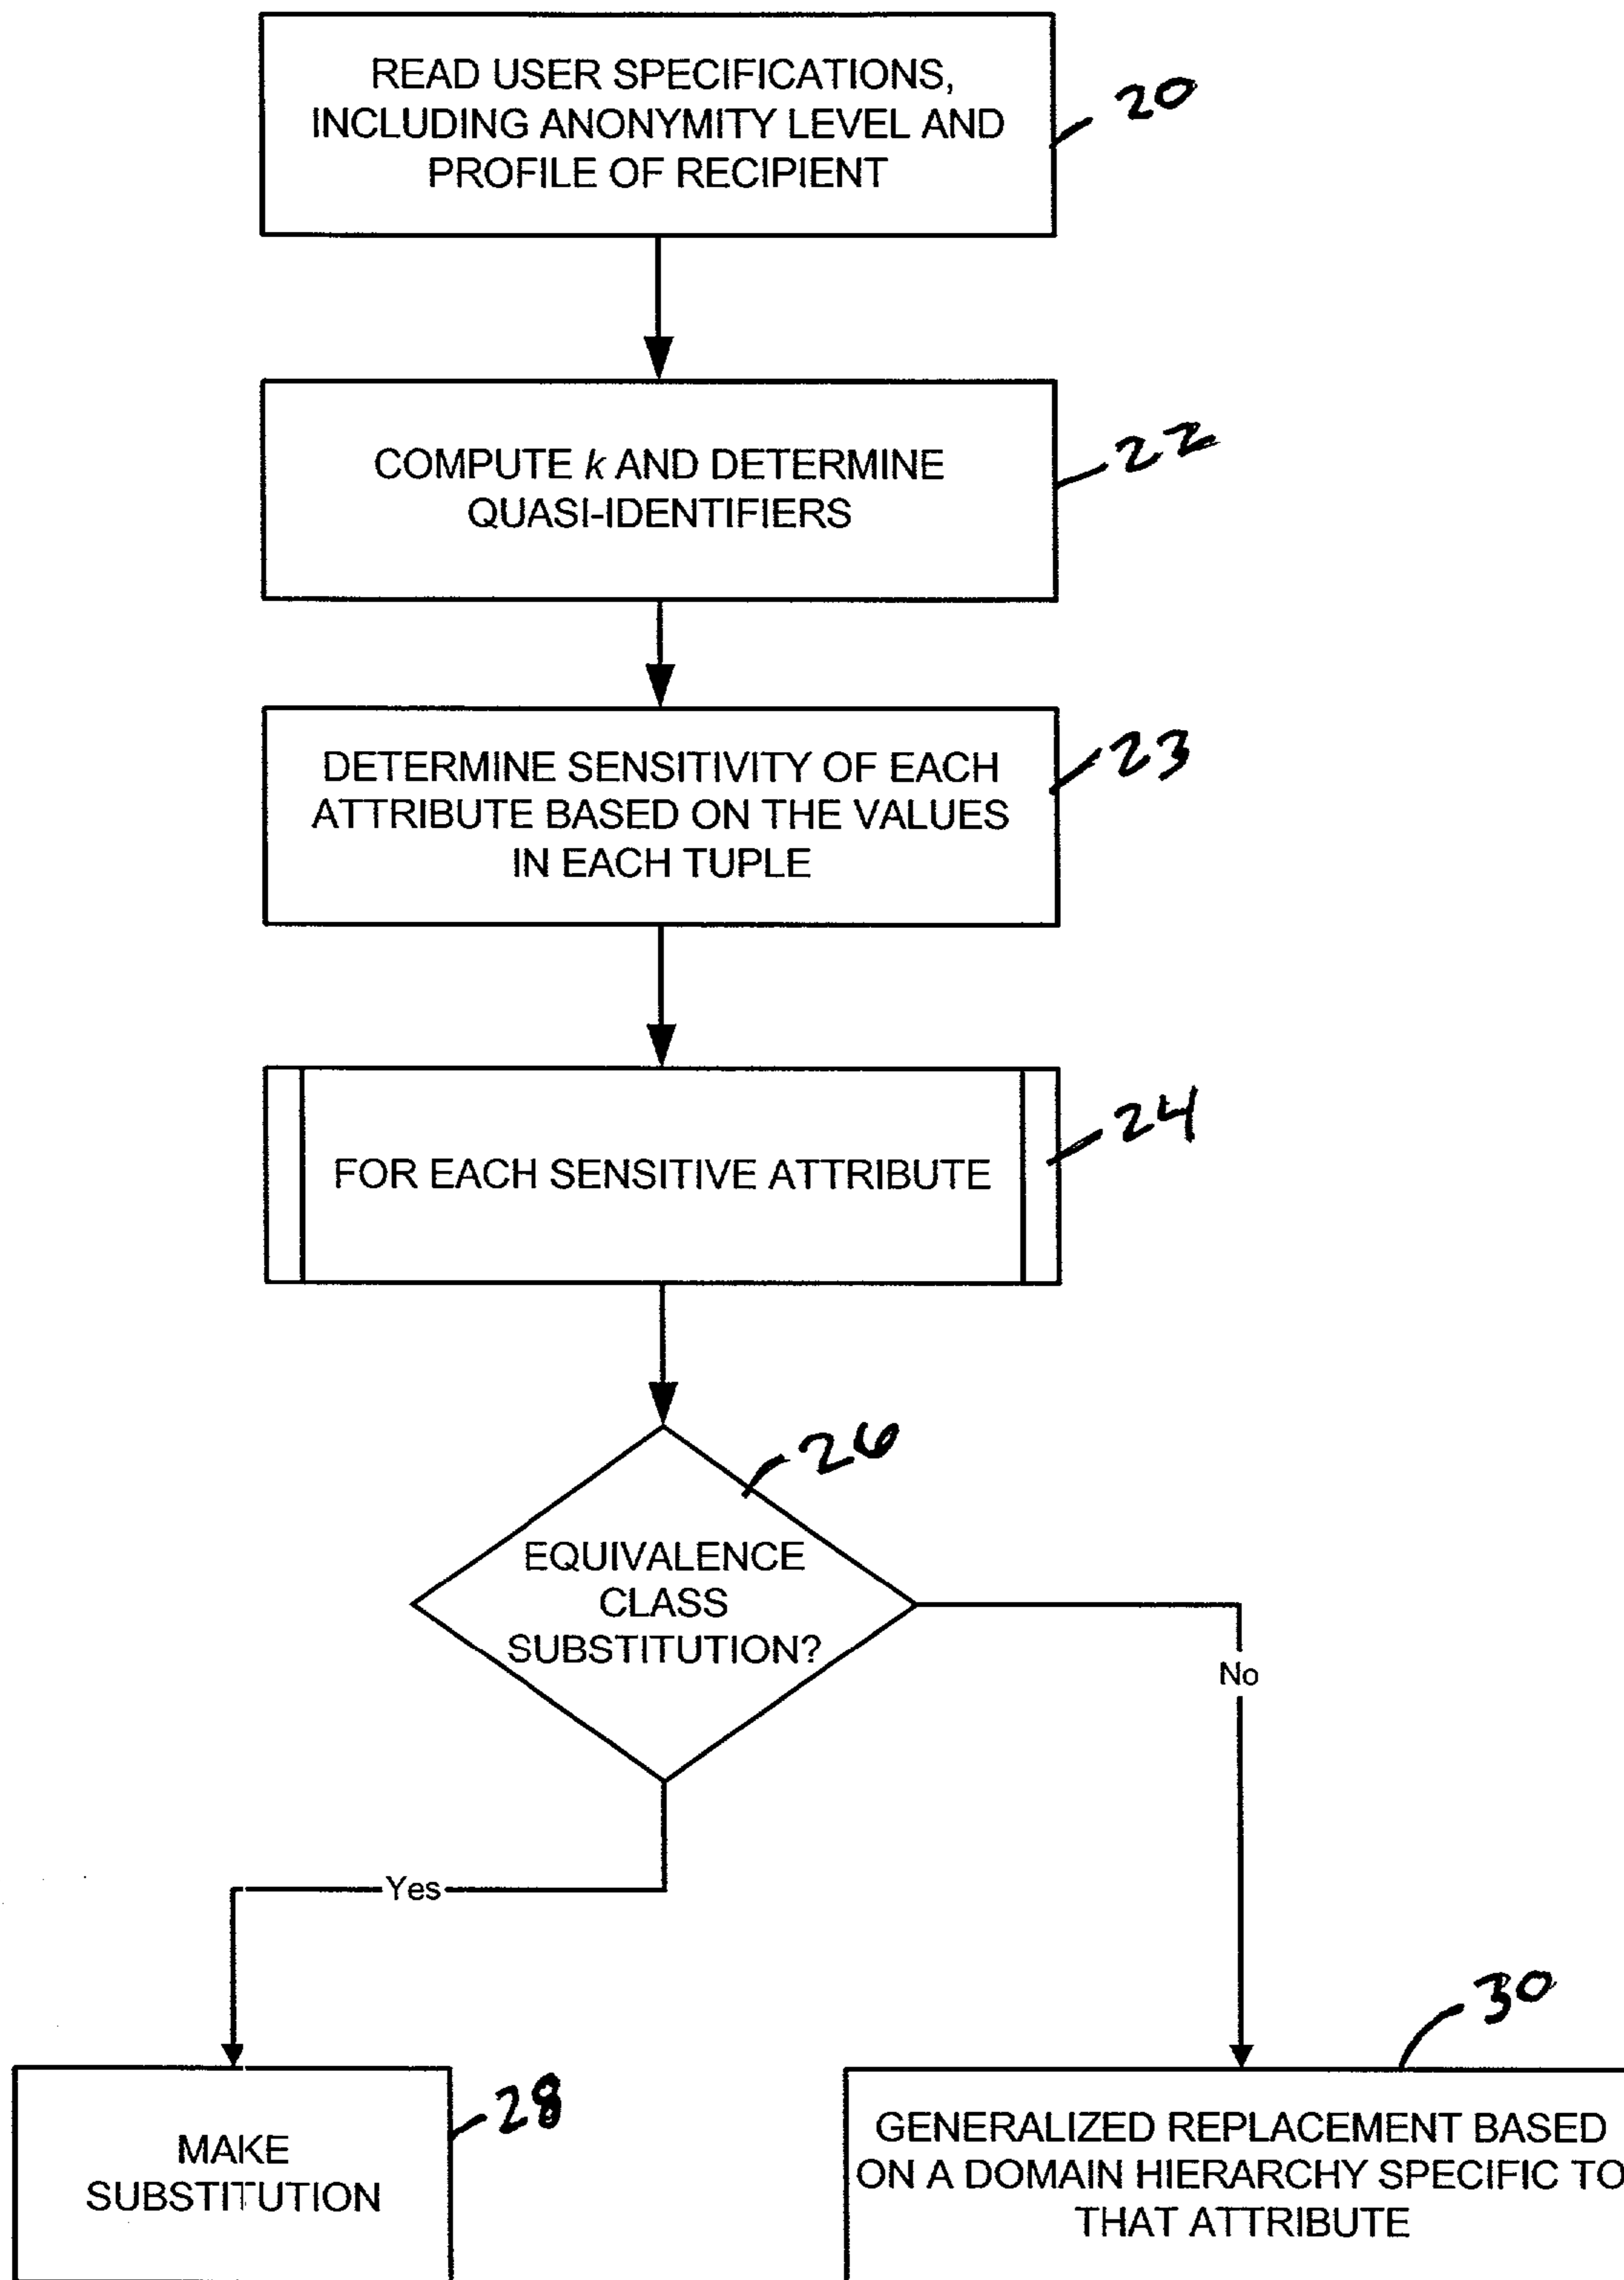 READ USER SPECIFICATIONS,
INCLUDING ANONYMITY LEVEL AND
PROFILE OF RECIPIENT
20
COMPUTE k AND DETERMINE
QUASI-IDENTIFIERS
22
DETERMINE SENSITIVITY OF EACH
ATTRIBUTE BASED ON THE VALUES
IN EACH TUPLE
23
FOR EACH SENSITIVE ATTRIBUTE
24
26
EQUIVALENCE
CLASS
SUBSTITUTION?
No
Yes
MAKE
SUBSTITUTION
28
30
GENERALIZED REPLACEMENT BASED
ON A DOMAIN HIERARCHY SPECIFIC TO
THAT ATTRIBUTE